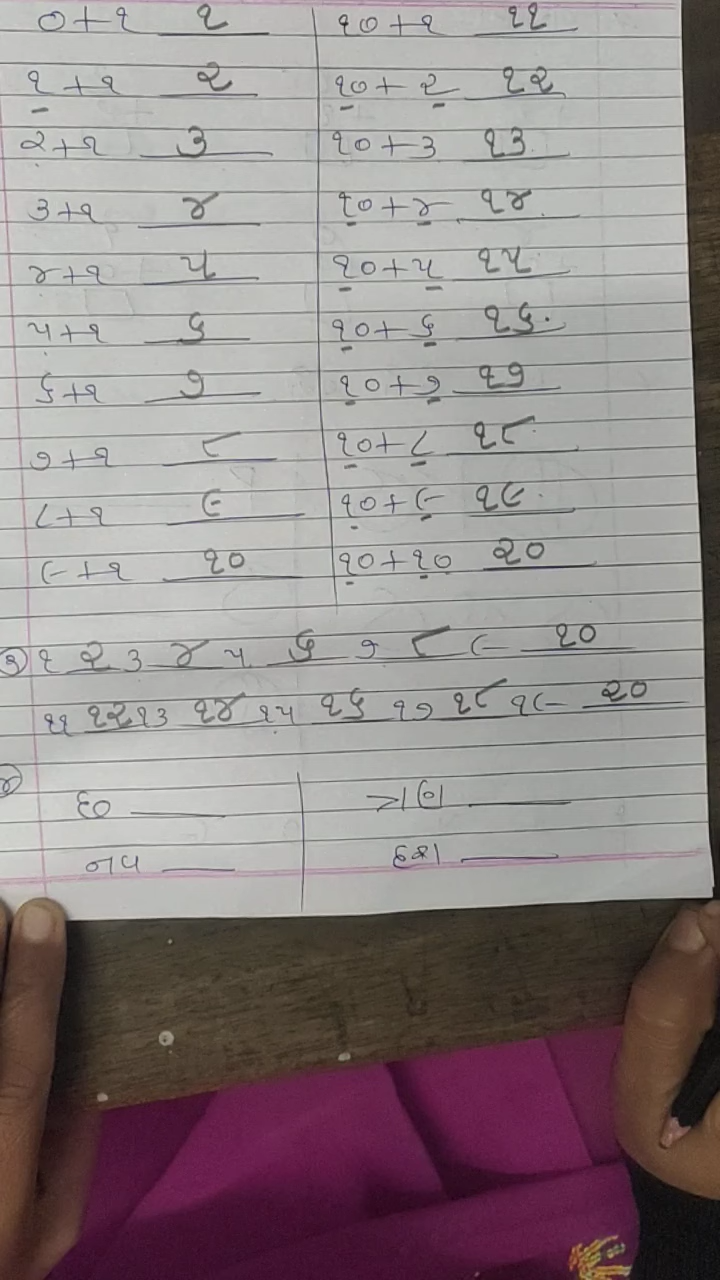 ૦+૧ ૧ ૧૦+૧ ૧૧
૧+૧ ૨ ૧૦+૨ ૧૨
૨+૧ ૩ ૧૦+૩ ૧૩
૩+૧ ૪ ૧૦+૪ ૧૪
૪+૧ ૫ ૧૦+૫ ૧૫
૫+૧ ૬ ૧૦+૬ ૧૬.
૬+૧ ૭ ૧૦+૭ ૧૭
૭+૧ ૮ ૧૦+૮ ૧૮
૮+૧ ૯ ૧૦+૯ ૧૯
૯+૧ ૧૦ ૧૦+૧૦ ૨૦
૩ ૧ ૨ ૩ ૪ ૫ ૬ ૭ ૮ ૯ ૧૦
૧૧ ૧૨ ૧૩ ૧૪ ૧૫ ૧૬ ૧૭ ૧૮ ૧૯ ૨૦
૪
નવ